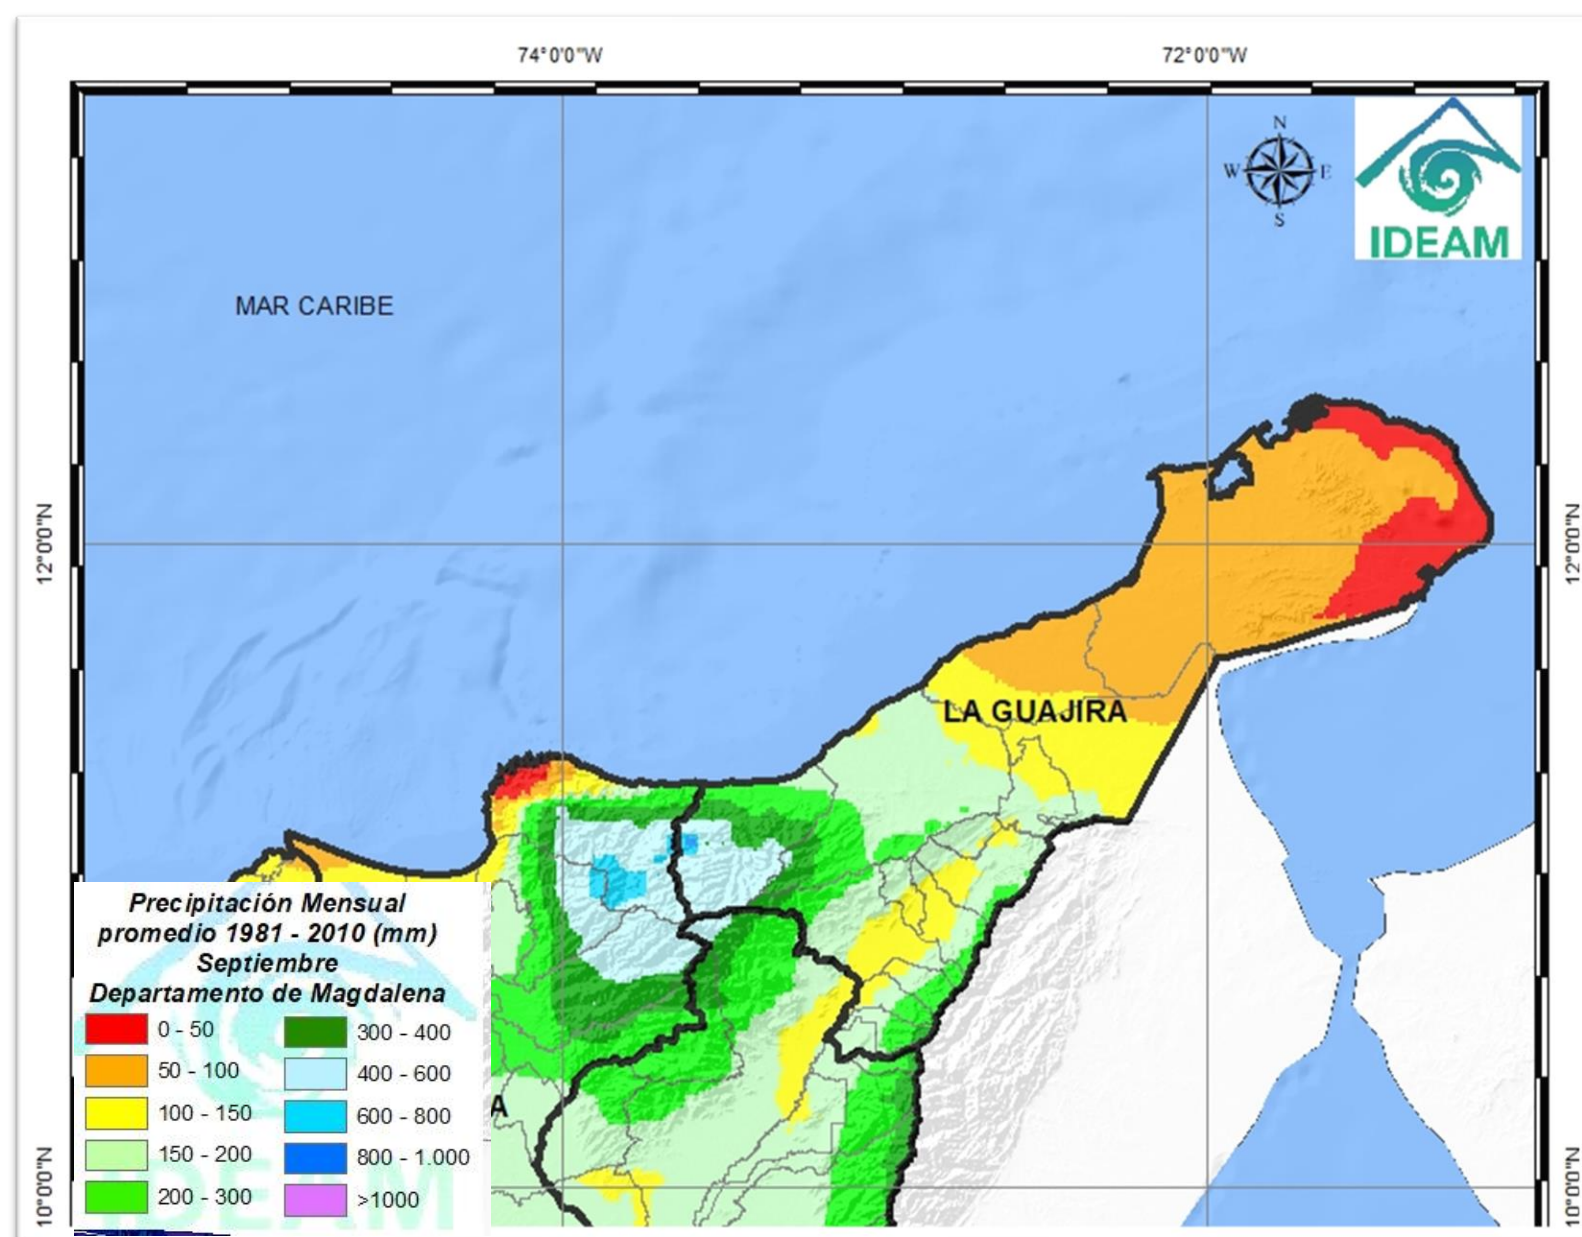 74°0'0"W 72°0'0"W
N
W E
S
IDEAM
MAR CARIBE
12°0'0"N 12°0'0"N
LA GUAJIRA
Precipitación Mensual
promedio 1981 - 2010 (mm)
Septiembre
Departamento de Magdalena
0 - 50
50 - 100
100 - 150
150 - 200
200 - 300
300 - 400
400 - 600
600 - 800
800 - 1.000
>1000
IDEAM
A
10°0'0"N 10°0'0"N